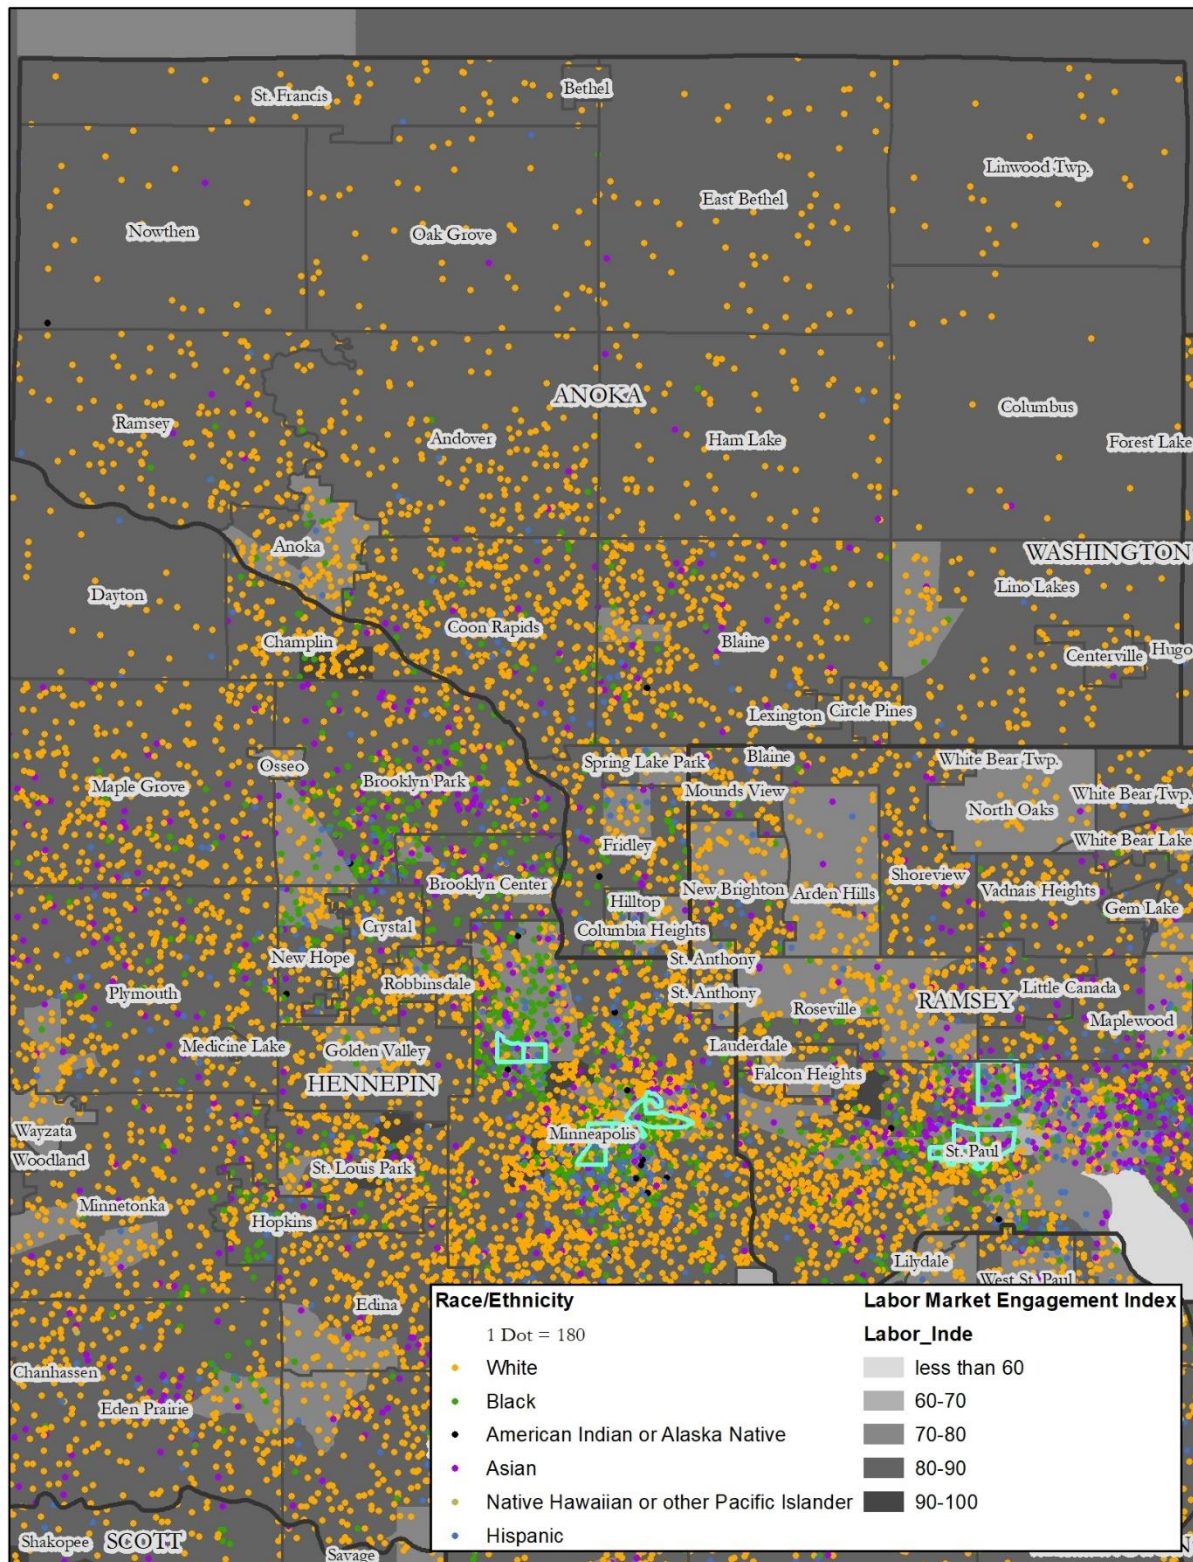 St. Francis
Bethel
Linwood Twp.
East Bethel
Nowthen
Oak Grove
ANOKA
Columbus
Ramsey
Andover
Ham Lake
Forest Lake
Anoka
WASHINGTON
Dayton
Lino Lakes
Coon Rapids
Champlin
Blaine
Centerville
Hugo
Lexington
Circle Pines
Osseo
Spring Lake Park
Blaine
White Bear Twp.
Brooklyn Park
Maple Grove
Mounds View
North Oaks
White Bear Twp.
Fridley
White Bear Lake
Shoreview
Brooklyn Center
New Brighton
Arden Hills
Vadnais Heights
Hilltop
Gem Lake
Crystal
Columbia Heights
New Hope
St. Anthony
Robbinsdale
Plymouth
St. Anthony
Little Canada
Roseville
RAMSEY
Maplewood
Medicine Lake
Golden Valley
Lauderdale
HENNEPIN
Falcon Heights
Wayzata
Minneapolis
Woodland
St. Louis Park
St. Paul
Minnetonka
Hopkins
Lilydale
West St. Paul
Edina
Chanhassen
Eden Prairie
Shakopee
SCOTT
Savage
Race/Ethnicity
1 Dot = 180
White
Black
American Indian or Alaska Native
Asian
Native Hawaiian or other Pacific Islander
Hispanic
Labor Market Engagement Index
Labor_Inde
less than 60
60-70
70-80
80-90
90-100